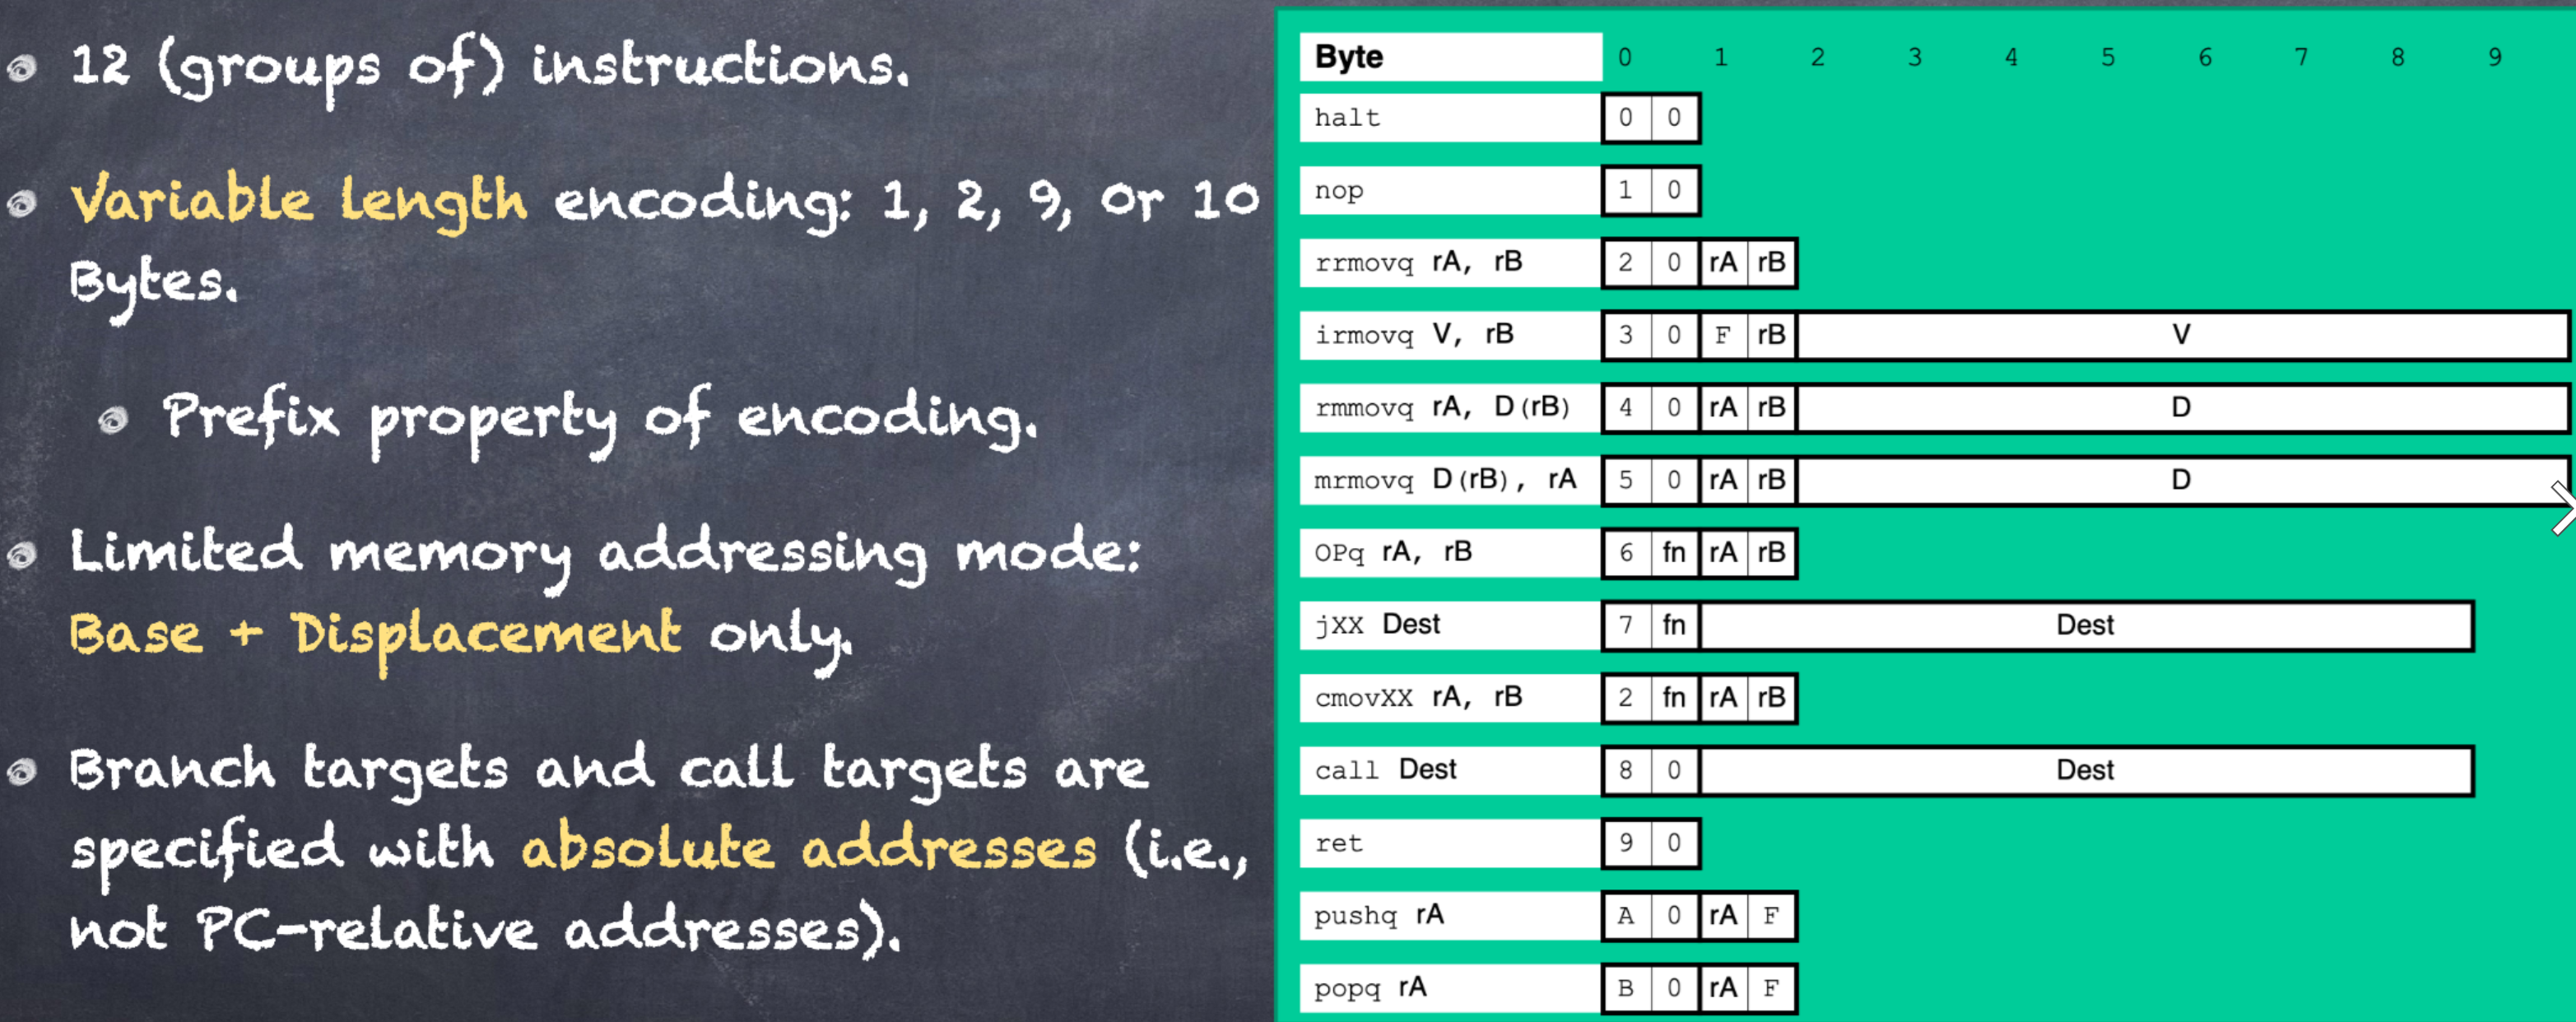 12 (groups of) instructions.
Variable length encoding: 1, 2, 9, or 10
Bytes.
Prefix property of encoding.
Limited memory addressing mode:
Base + Displacement only.
Branch targets and call targets are
specified with absolute addresses (i.e.,
not PC-relative addresses).
Byte 0 1 2 3 4 5 6 7 8 9
halt 0 0
nop 1 0
rrmovq rA, rB 2 0 rA rB
irmovq V, rB 3 0 F rB V
rmmovq rA, D(rB) 4 0 rA rB D
mrmovq D(rB), rA 5 0 rA rB D
OPq rA, rB 6 fn rA rB
jXX Dest 7 fn Dest
cmovXX rA, rB 2 fn rA rB
call Dest 8 0 Dest
ret 9 0
pushq rA A 0 rA F
popq rA B 0 rA F